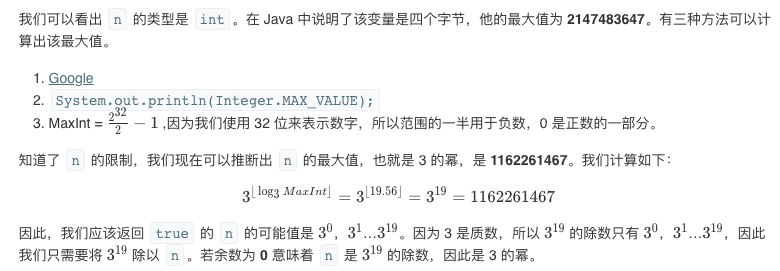 我们可以看出 n 的类型是 int 。在 Java 中说明了该变量是四个字节，他的最大值为 2147483647。有三种方法可以计
算出该最大值。
1. Google
2. System.out.println(Integer.MAX_VALUE);
3. MaxInt = \frac{2^{32}}{2} − 1 ,因为我们使用 32 位来表示数字，所以范围的一半用于负数，0 是正数的一部分。
知道了 n 的限制，我们现在可以推断出 n 的最大值，也就是 3 的幂，是 1162261467。我们计算如下：
3^{⌊log_3 MaxInt⌋} = 3^{⌊19.56⌋} = 3^{19} = 1162261467
因此，我们应该返回 true 的 n 的可能值是 3^0，3^1...3^{19}。因为 3 是质数，所以 3^{19} 的除数只有 3^0，3^1...3^{19}，因此
我们只需要将 3^{19} 除以 n 。若余数为 0 意味着 n 是 3^{19} 的除数，因此是 3 的幂。